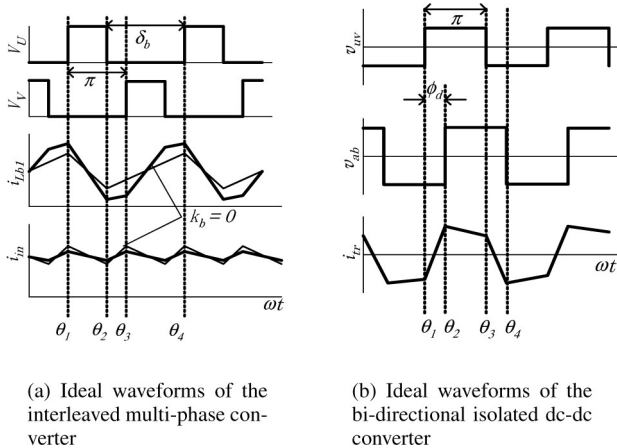 V_U
δ_b
π
V_V
i_Lb1
k_b = 0
i_in
ωt
θ_1 θ_2 θ_3 θ_4
(a) Ideal waveforms of the
interleaved multi-phase con-
verter
π
v_uv
ϕ_d
v_ab
i_tr
ωt
θ_1 θ_2 θ_3 θ_4
(b) Ideal waveforms of the
bi-directional isolated dc-dc
converter